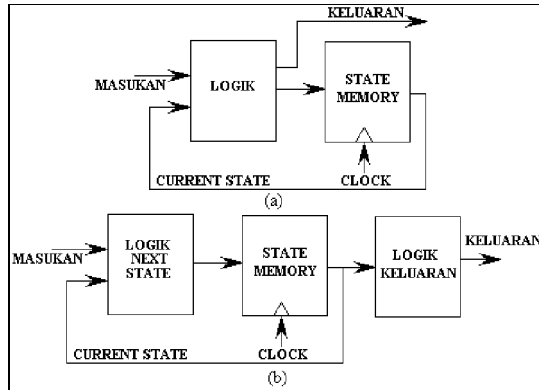 KELUARAN
MASUKAN
LOGIK
STATE
MEMORY
CURRENT STATE
CLOCK
(a)
MASUKAN
LOGIK
NEXT
STATE
STATE
MEMORY
LOGIK
KELUARAN
KELUARAN
CURRENT STATE
CLOCK
(b)